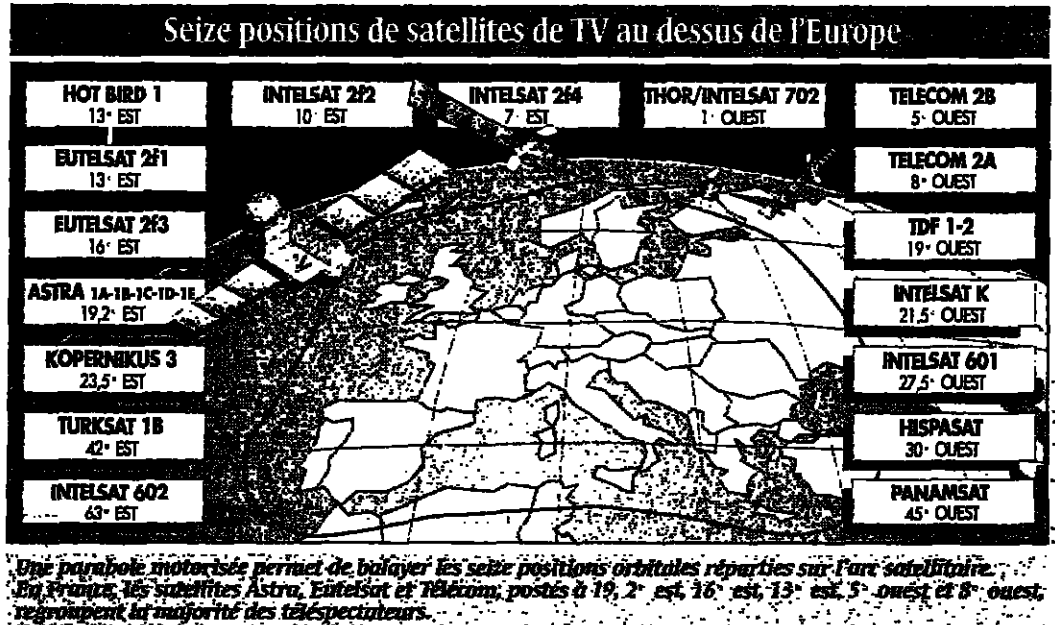 Seize positions de satellites de TV au dessus de l'Europe
HOT BIRD 1
13° EST
INTELSAT 2f2
10° EST
INTELSAT 2f4
7° EST
THOR/INTELSAT 702
1° OUEST
TELECOM 2B
5° OUEST
EUTELSAT 2f1
13° EST
TELECOM 2A
8° OUEST
EUTELSAT 2f3
16° EST
TDF 1-2
19° OUEST
ASTRA 1A-1B-1C-1D-1E
19,2° EST
INTELSAT K
21,5° OUEST
KOPERNIKUS 3
23,5° EST
INTELSAT 601
27,5° OUEST
TURKSAT 1B
42° EST
HISPASAT
30° OUEST
INTELSAT 602
63° EST
PANAMSAT
45° OUEST
Une parabole motorisée permet de balayer les seize positions orbitales réparties sur l'arc satellitaire.
En France, les satellites Astra, Eutelsat et Télécom, postés à 19, 2° est, 16° est, 13° est, 5° ouest et 8° ouest,
regroupent la majorité des téléspectateurs.